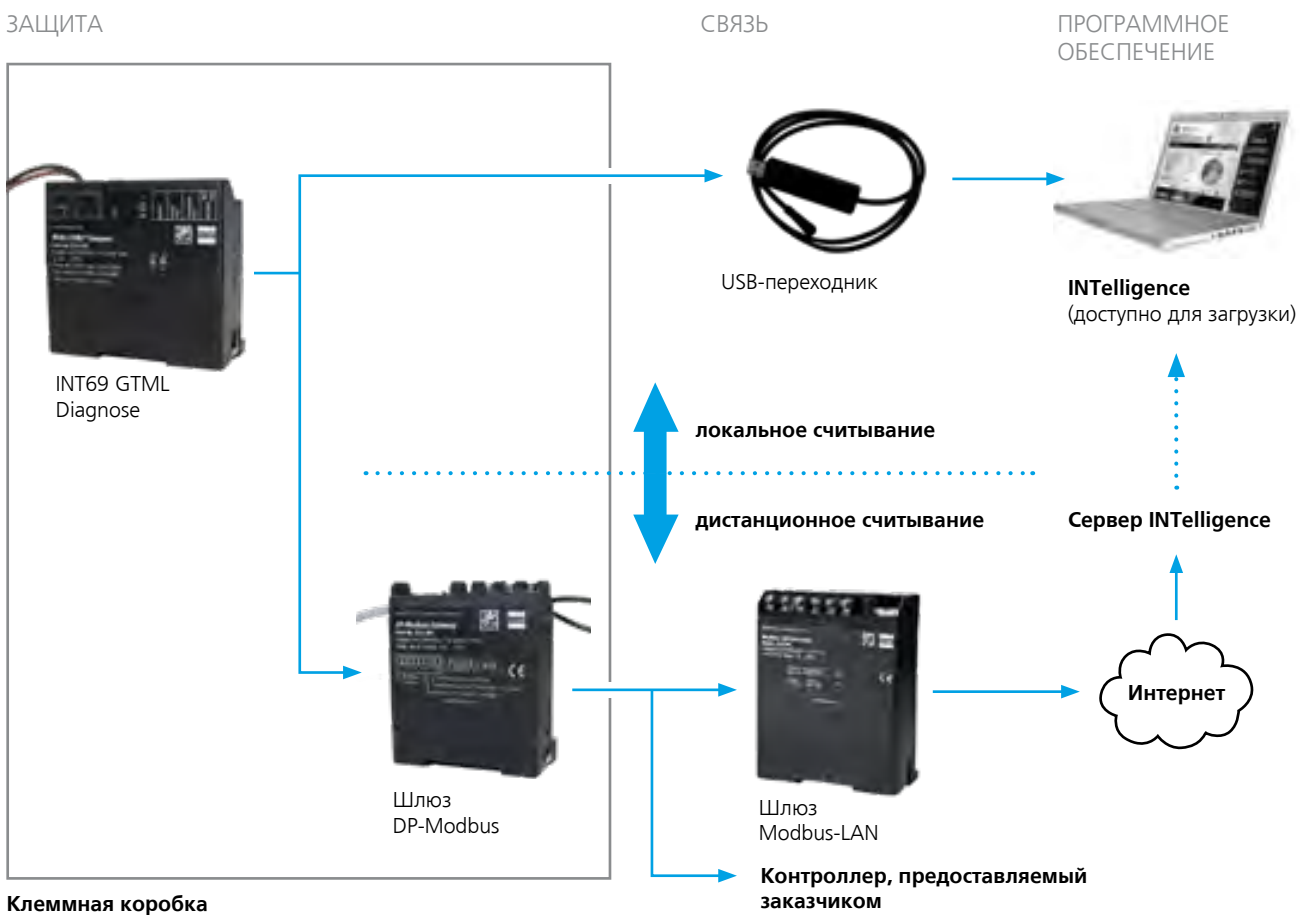 ЗАЩИТА
СВЯЗЬ
ПРОГРАММНОЕ
ОБЕСПЕЧЕНИЕ
USB-переходник
INTelligence
(доступно для загрузки)
INT69 GTML
Diagnose
локальное считывание
дистанционное считывание
Сервер INTelligence
Интернет
Шлюз
DP-Modbus
Шлюз
Modbus-LAN
Контроллер, предоставляемый
заказчиком
Клеммная коробка